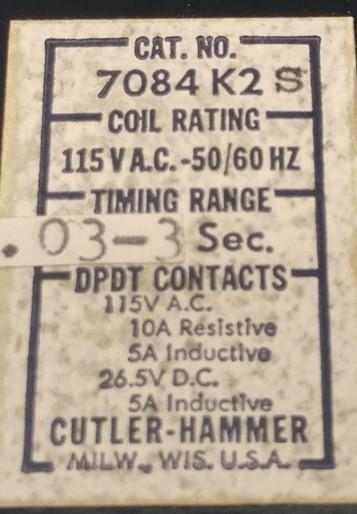 CAT. NO.
7084 K2 S
COIL RATING
115 V A.C.-50/60 HZ
TIMING RANGE
.03-3 Sec.
DPDT CONTACTS
115V A.C.
10A Resistive
5A Inductive
26.5V D.C.
5A Inductive
CUTLER-HAMMER
MILW., WIS. U.S.A.